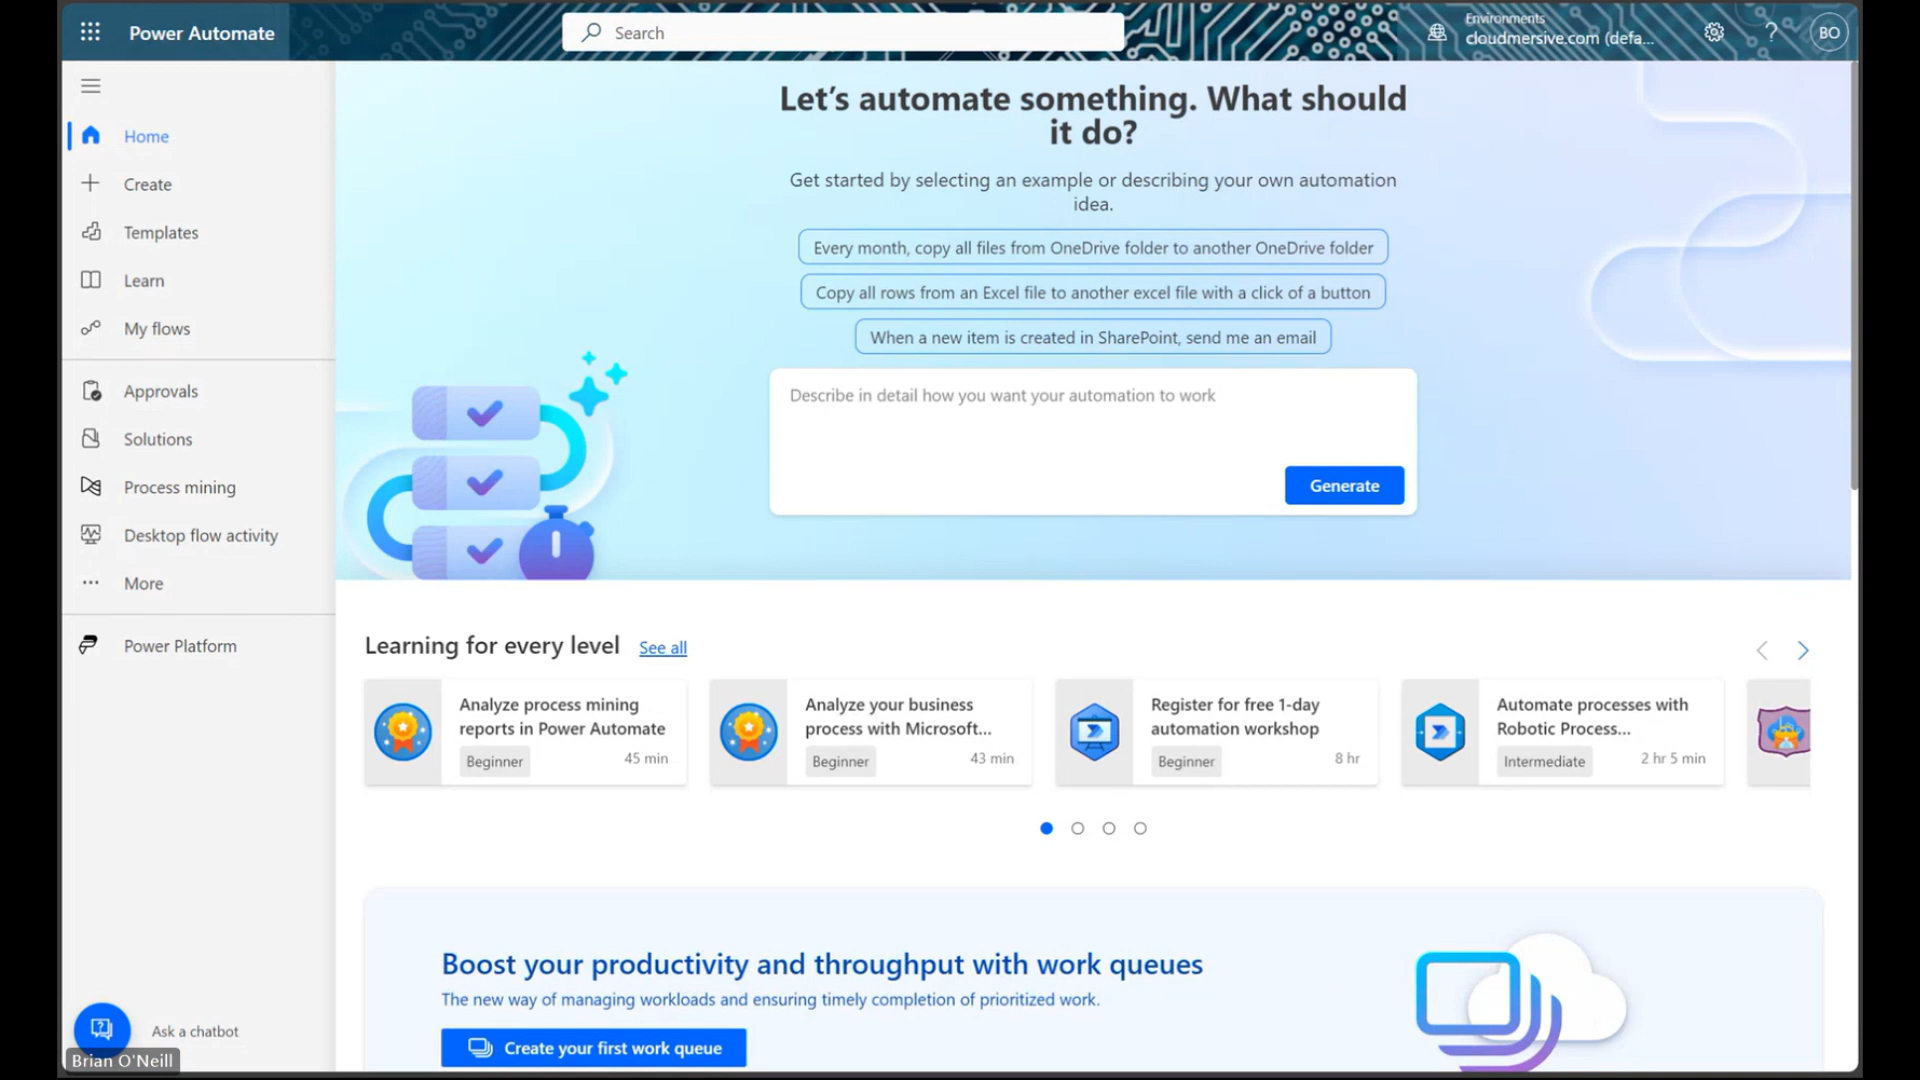 Power Automate
Search
Environments
cloudmersive.com (defa...
?
BO
Home
Create
Templates
Learn
My flows
Approvals
Solutions
Process mining
Desktop flow activity
More
Power Platform
Ask a chatbot
Brian O'Neill
Let's automate something. What should
it do?
Get started by selecting an example or describing your own automation
idea.
Every month, copy all files from OneDrive folder to another OneDrive folder
Copy all rows from an Excel file to another excel file with a click of a button
When a new item is created in SharePoint, send me an email
Describe in detail how you want your automation to work
Generate
Learning for every level See all
Analyze process mining
reports in Power Automate
Beginner 45 min
Analyze your business
process with Microsoft...
Beginner 43 min
Register for free 1-day
automation workshop
Beginner 8 hr
Automate processes with
Robotic Process...
Intermediate 2 hr 5 min
Boost your productivity and throughput with work queues
The new way of managing workloads and ensuring timely completion of prioritized work.
Create your first work queue